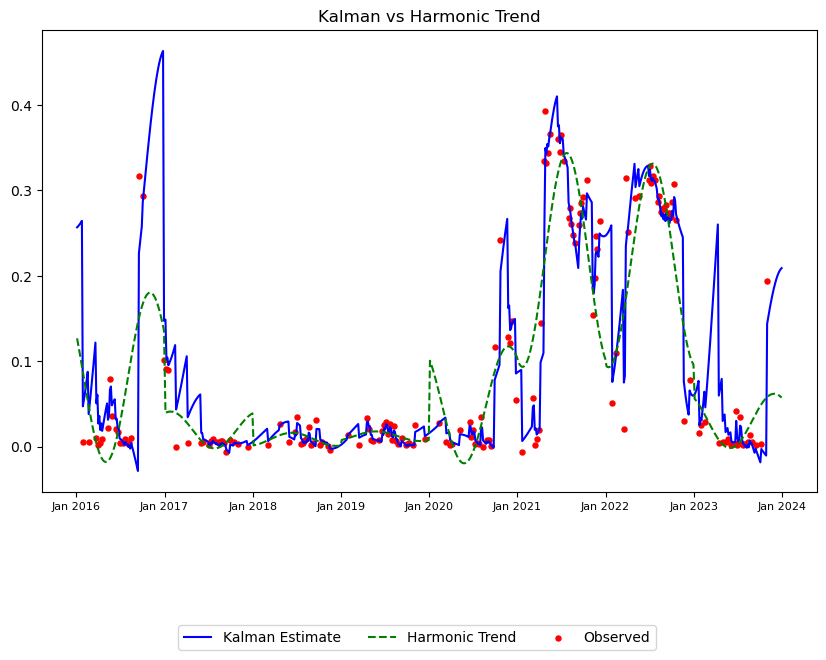 Kalman vs Harmonic Trend
0.4
0.3
0.2
0.1
0.0
Jan 2016 Jan 2017 Jan 2018 Jan 2019 Jan 2020 Jan 2021 Jan 2022 Jan 2023 Jan 2024
Kalman Estimate Harmonic Trend Observed